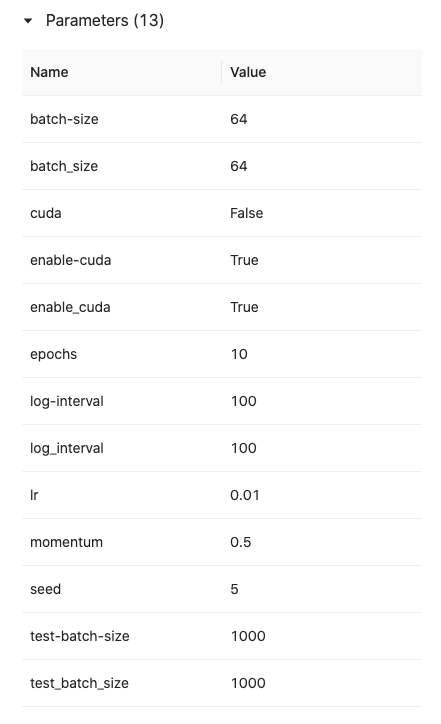 Parameters (13)
Name Value
batch-size 64
batch_size 64
cuda False
enable-cuda True
enable_cuda True
epochs 10
log-interval 100
log_interval 100
lr 0.01
momentum 0.5
seed 5
test-batch-size 1000
test_batch_size 1000